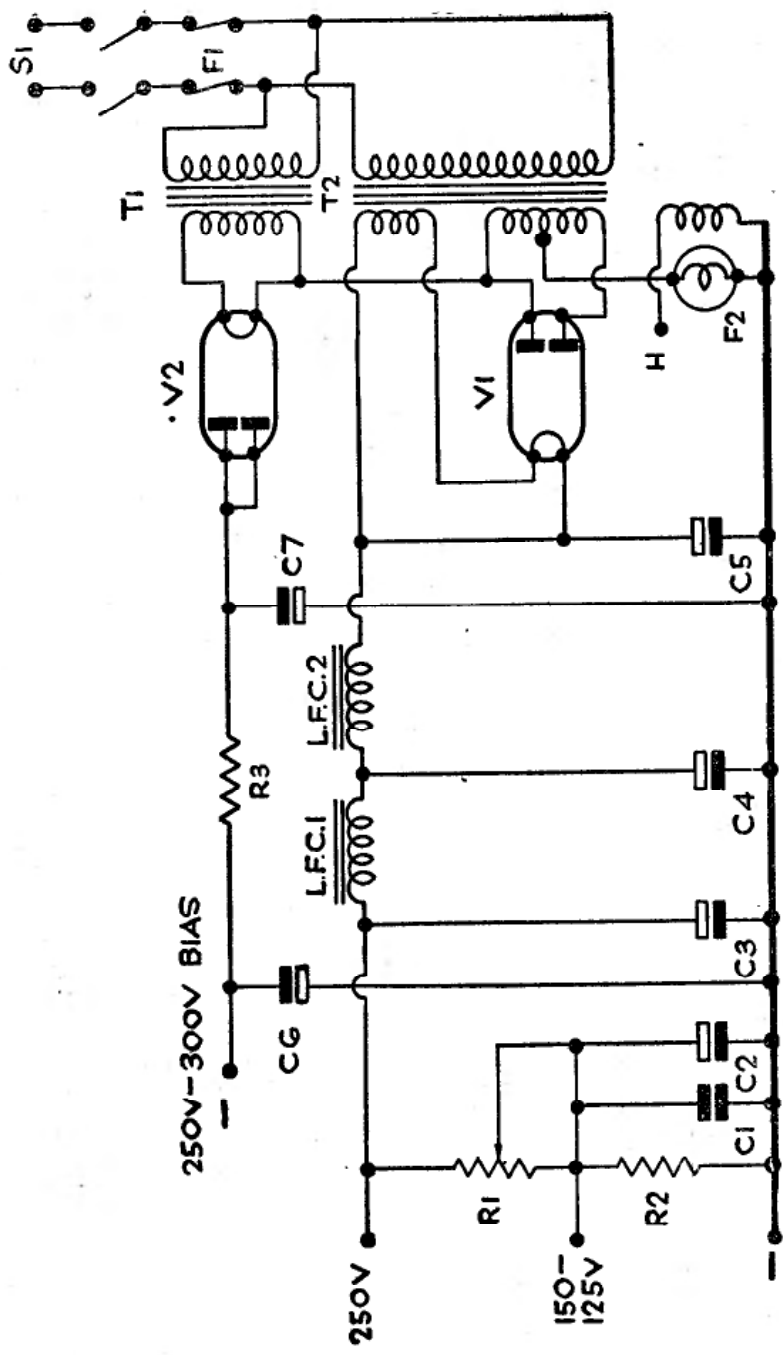 S1
F1
T1
T2
V2
V1
H
F2
C7
C5
L.F.C.2
R3
L.F.C.1
C4
250V-300V BIAS
C6
C3
C2
C1
R1
R2
250V
150-
125V